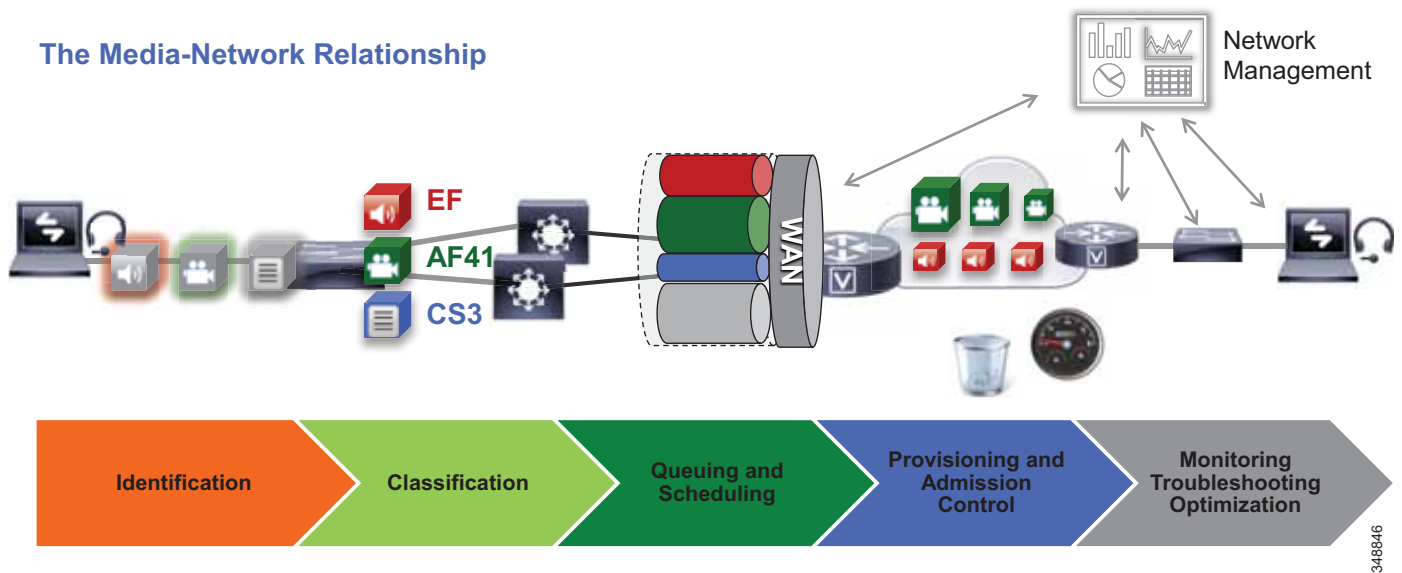 The Media-Network Relationship
Network
Management
EF
AF41
CS3
WAN
V
V
Identification
Classification
Queuing and
Scheduling
Provisioning and
Admission
Control
Monitoring
Troubleshooting
Optimization
348846